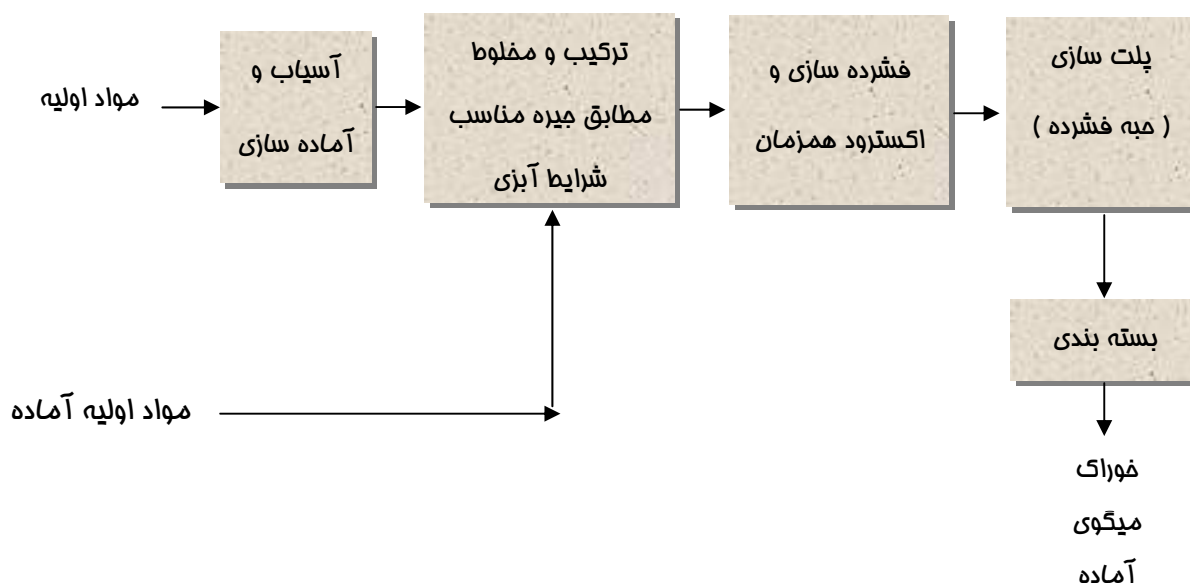 مواد اولیه
آسیاب و
آماده سازی
ترکیب و مخلوط
مطابق جیره مناسب
شرایط آبزی
فشرده سازی و
اکسترود همزمان
پلت سازی
( حبه فشرده )
بسته بندی
مواد اولیه آماده
خوراک
میگوی
آماده